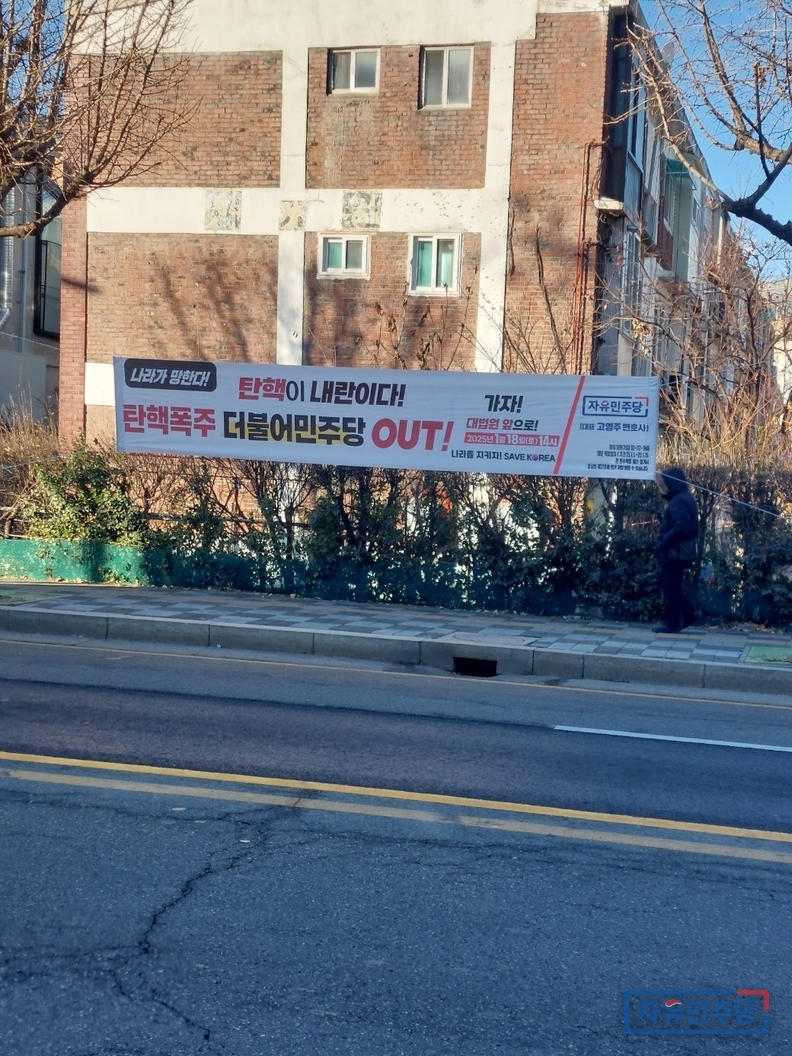 나라가 망한다!
탄핵이 내란이다!
탄핵폭주 더불어민주당 OUT!
가자!
대법원 앞으로!
2025년 1월 18일(토) 14시
나라를 지키자! SAVE KOREA
자유민주당
(대표 고영주 변호사)
자유민주당